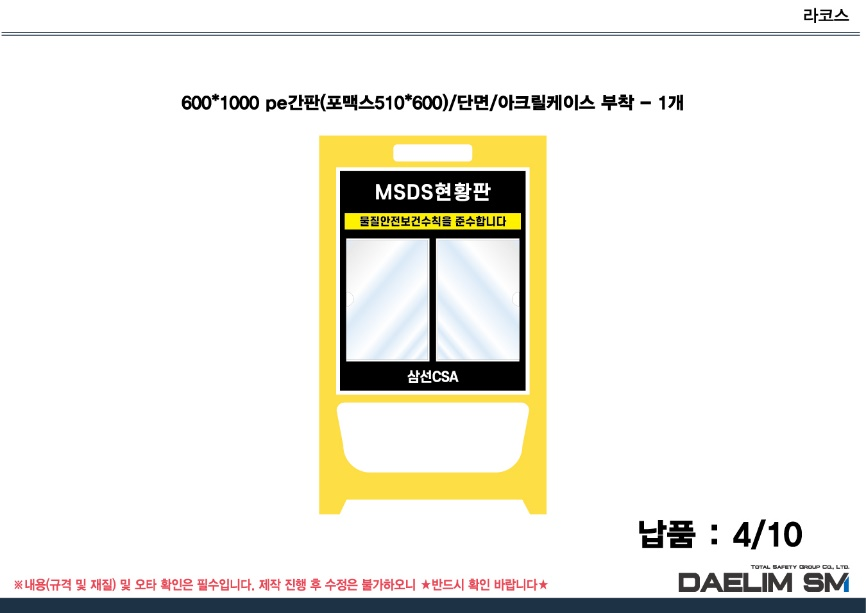 라코스
600*1000 pe간판(포맥스510*600)/단면/아크릴케이스 부착 - 1개
MSDS현황판
물질안전보건수칙을 준수합니다
삼선CSA
납품 : 4/10
※내용(규격 및 재질) 및 오타 확인은 필수입니다. 제작 진행 후 수정은 불가하오니 ★반드시 확인 바랍니다★
TOTAL SAFETY GROUP CO., LTD.
DAELIM SM